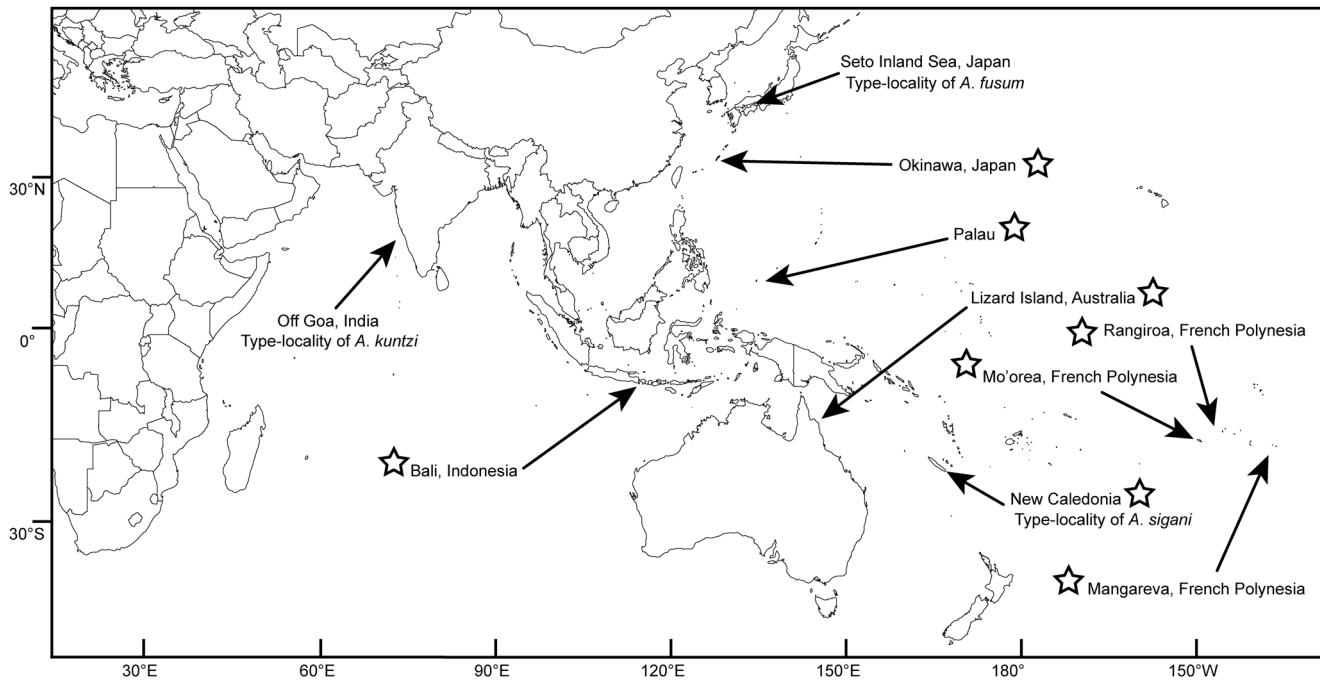 Seto Inland Sea, Japan
Type-locality of A. fusum
Okinawa, Japan
30°N
Palau
Lizard Island, Australia
Off Goa, India
Type-locality of A. kuntzi
Rangiroa, French Polynesia
0°
Mo'orea, French Polynesia
Bali, Indonesia
New Caledonia
Type-locality of A. sigani
30°S
Mangareva, French Polynesia
30°E
60°E
90°E
120°E
150°E
180°
150°W